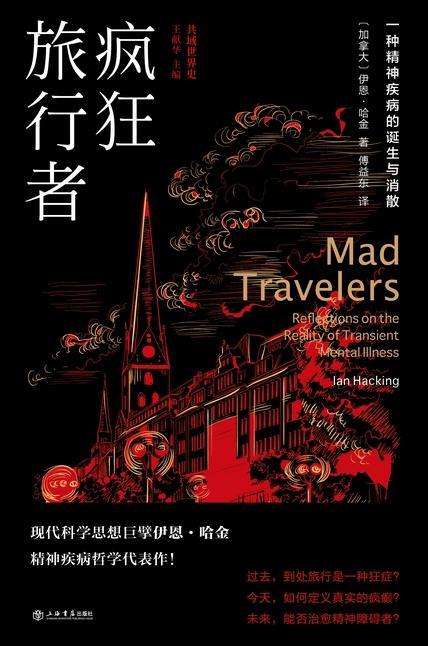 疯狂
旅行者
共域世界史
王献华 主编
一种精神疾病的诞生与消散
〔加拿大〕伊恩·哈金 著 傅益东 译
Mad
Travelers
Reflections on the
Reality of Transient
Mental Illness
Ian Hacking
现代科学思想巨擘伊恩·哈金
精神疾病哲学代表作！
过去，到处旅行是一种狂症？
今天，如何定义真实的疯癫？
未来，能否治愈精神障碍者？
上海书店出版社